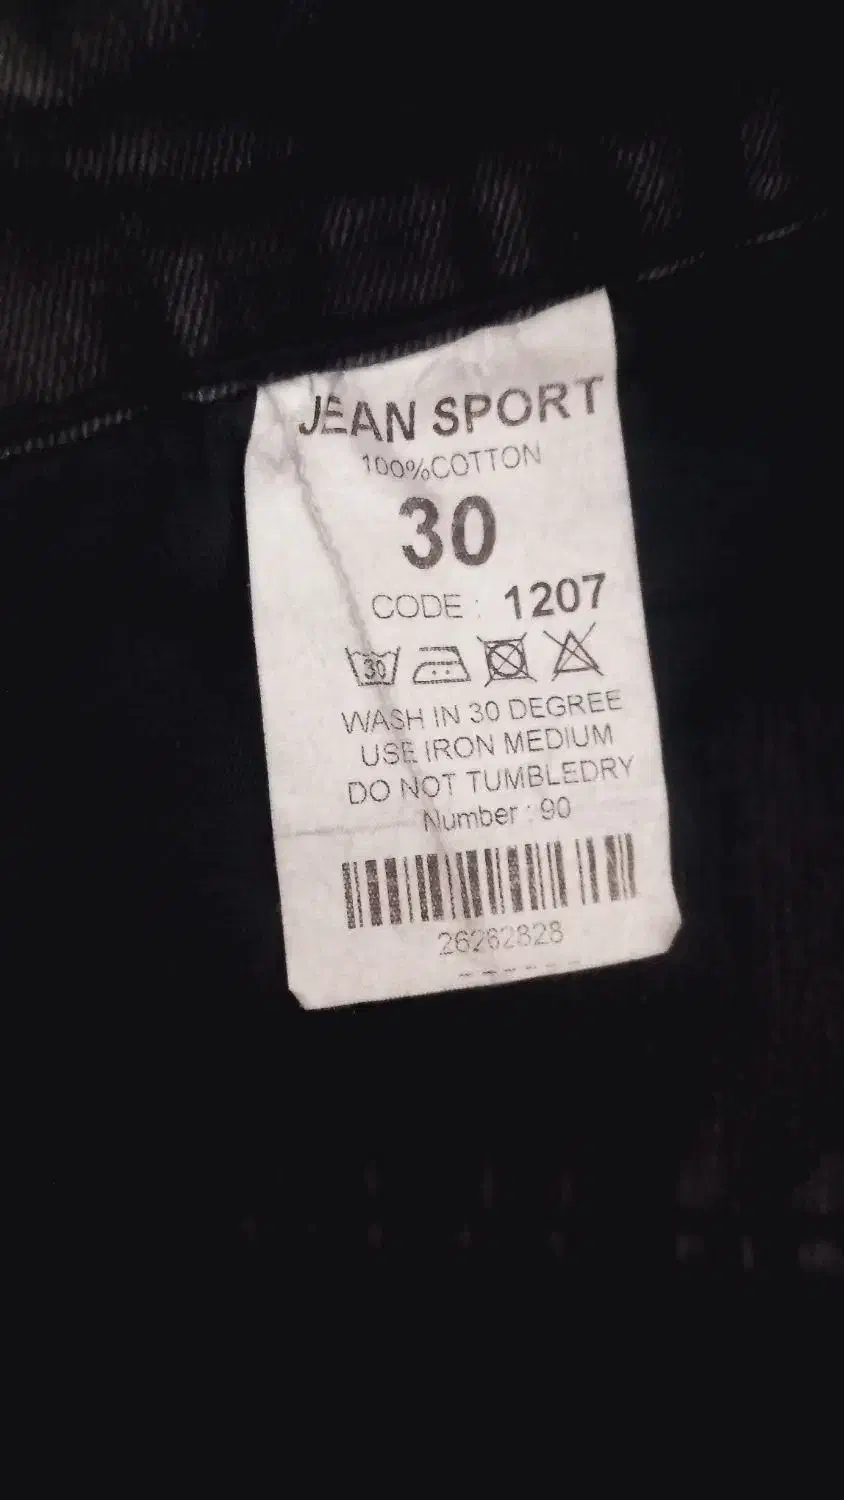 JEAN SPORT
100%COTTON
30
CODE : 1207
30
WASH IN 30 DEGREE
USE IRON MEDIUM
DO NOT TUMBLEDRY
Number : 90
26262828